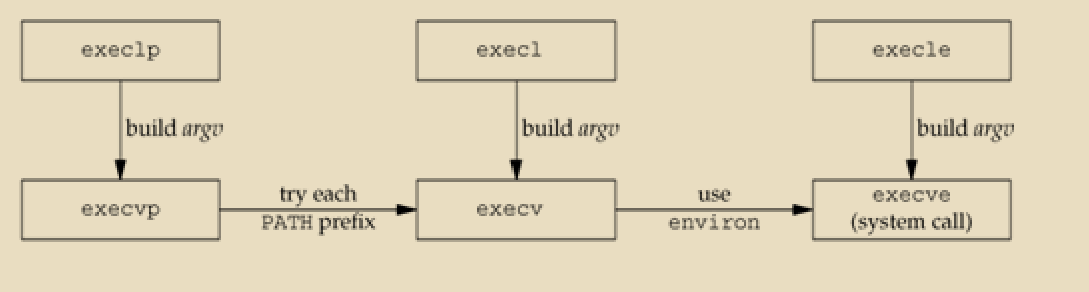 execlp
execl
execle
build argv
build argv
build argv
execvp
try each
PATH prefix
execv
use
environ
execve
(system call)